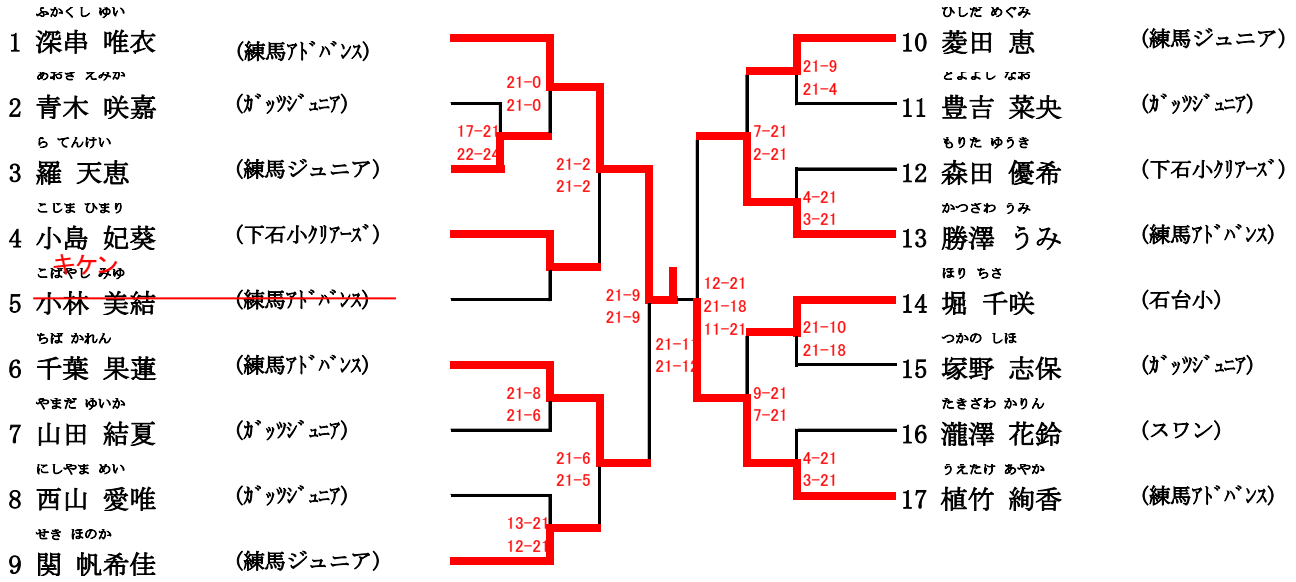 ふかくし ゆい
1 深串 唯衣 (練馬ｱﾄﾞﾊﾞﾝｽ)
あおき えみか
2 青木 咲嘉 (ｶﾞｯﾂｼﾞｭﾆｱ)
ら てんけい
3 羅 天恵 (練馬ジュニア)
こじま ひまり
4 小島 妃葵 (下石小ｸﾘｱｰｽﾞ)
キケン
こばやし みゆ
5 小林 美結 (練馬ｱﾄﾞﾊﾞﾝｽ)
ちば かれん
6 千葉 果蓮 (練馬ｱﾄﾞﾊﾞﾝｽ)
やまだ ゆいか
7 山田 結夏 (ｶﾞｯﾂｼﾞｭﾆｱ)
にしやま めい
8 西山 愛唯 (ｶﾞｯﾂｼﾞｭﾆｱ)
せき ほのか
9 関 帆希佳 (練馬ジュニア)
21-0
21-0
17-21
22-24
21-2
21-2
21-9
21-9
21-8
21-6
21-6
21-5
13-21
12-21
21-11
21-12
12-21
21-18
11-21
21-9
21-4
7-21
2-21
4-21
3-21
21-10
21-18
9-21
7-21
4-21
3-21
ひしだ めぐみ
10 菱田 恵 (練馬ジュニア)
とよよし なお
11 豊吉 菜央 (ｶﾞｯﾂｼﾞｭﾆｱ)
もりた ゆうき
12 森田 優希 (下石小ｸﾘｱｰｽﾞ)
かつざわ うみ
13 勝澤 うみ (練馬ｱﾄﾞﾊﾞﾝｽ)
ほり ちさ
14 堀 千咲 (石台小)
つかの しほ
15 塚野 志保 (ｶﾞｯﾂｼﾞｭﾆｱ)
たきざわ かりん
16 瀧澤 花鈴 (スワン)
うえたけ あやか
17 植竹 絢香 (練馬ｱﾄﾞﾊﾞﾝｽ)